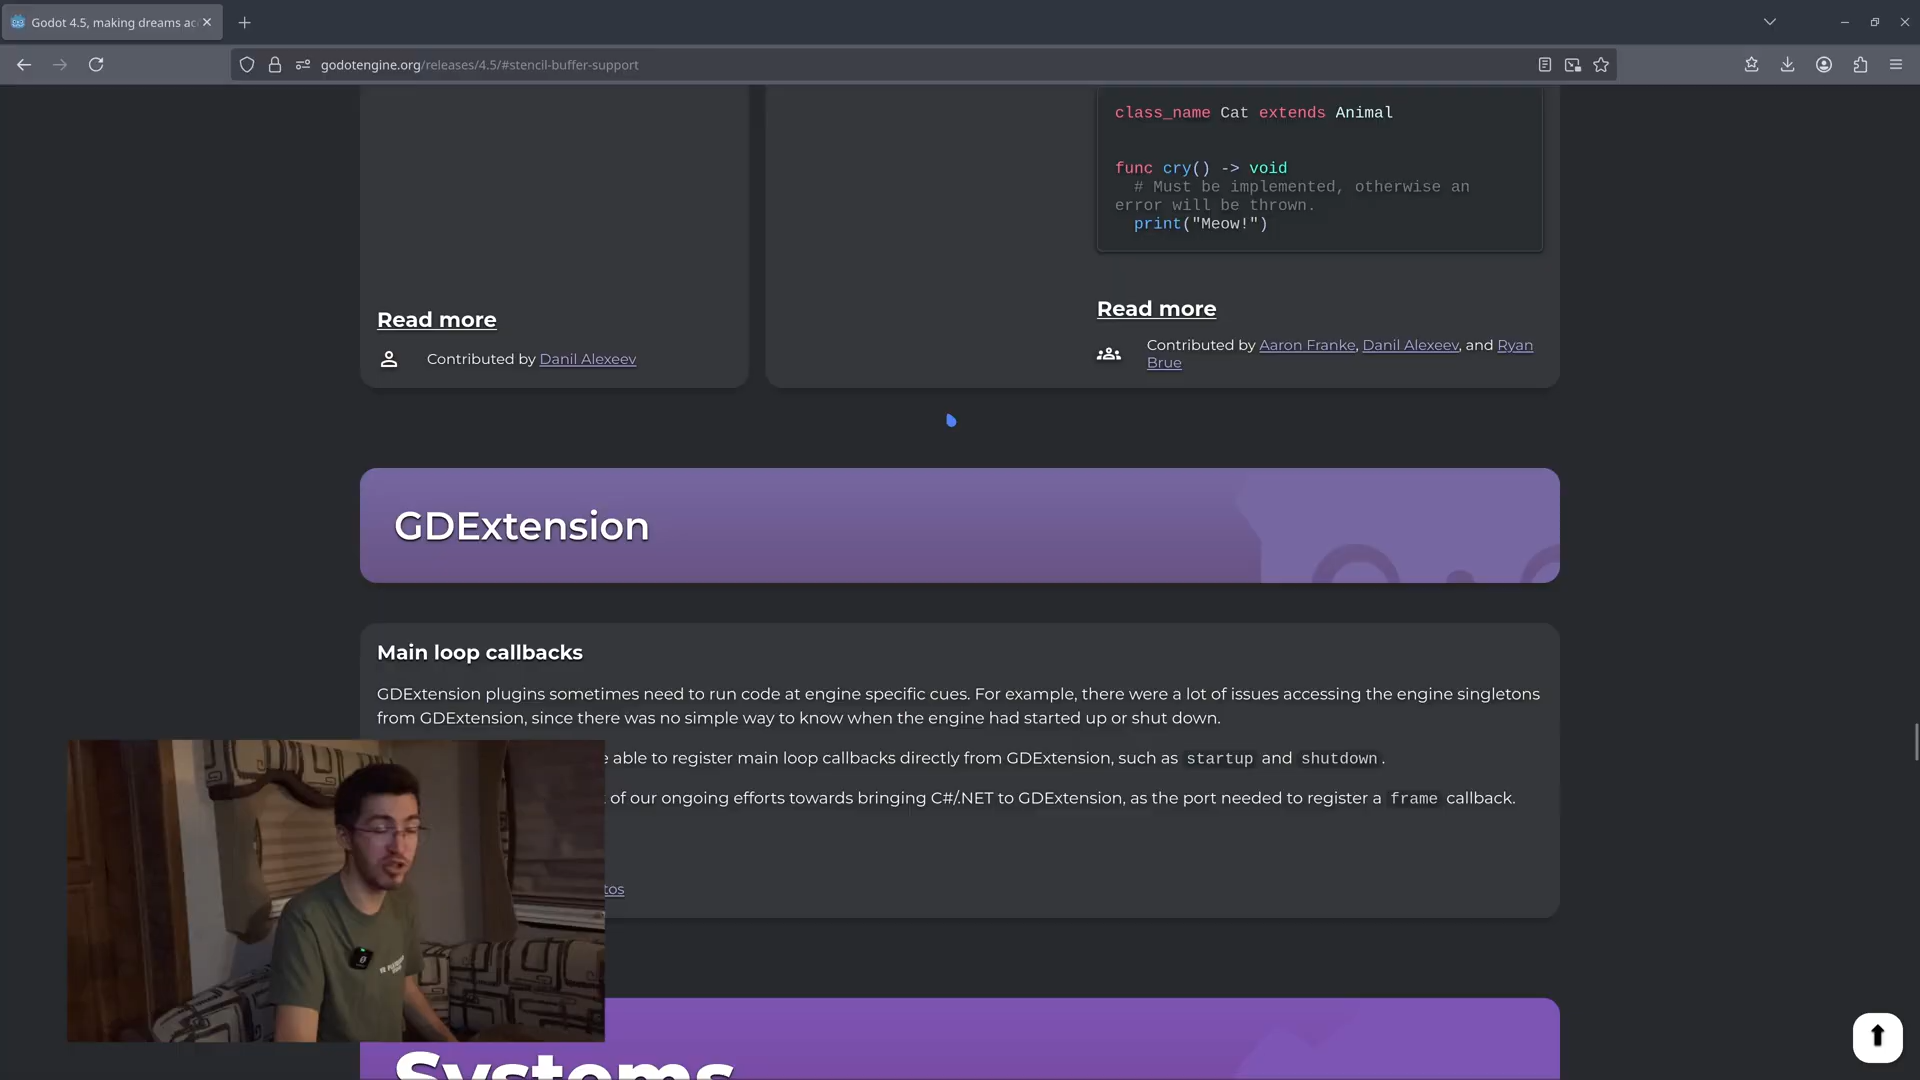 Godot 4.5, making dreams ac
godotengine.org/releases/4.5/#stencil-buffer-support
class_name Cat extends Animal
func cry() -> void
# Must be implemented, otherwise an
error will be thrown.
print("Meow!")
Read more
Contributed by Danil Alexeev
Read more
Contributed by Aaron Franke, Danil Alexeev, and Ryan
Brue
GDExtension
Main loop callbacks
GDExtension plugins sometimes need to run code at engine specific cues. For example, there were a lot of issues accessing the engine singletons
from GDExtension, since there was no simple way to know when the engine had started up or shut down.
able to register main loop callbacks directly from GDExtension, such as startup and shutdown.
of our ongoing efforts towards bringing C#/.NET to GDExtension, as the port needed to register a frame callback.
tos
Systems